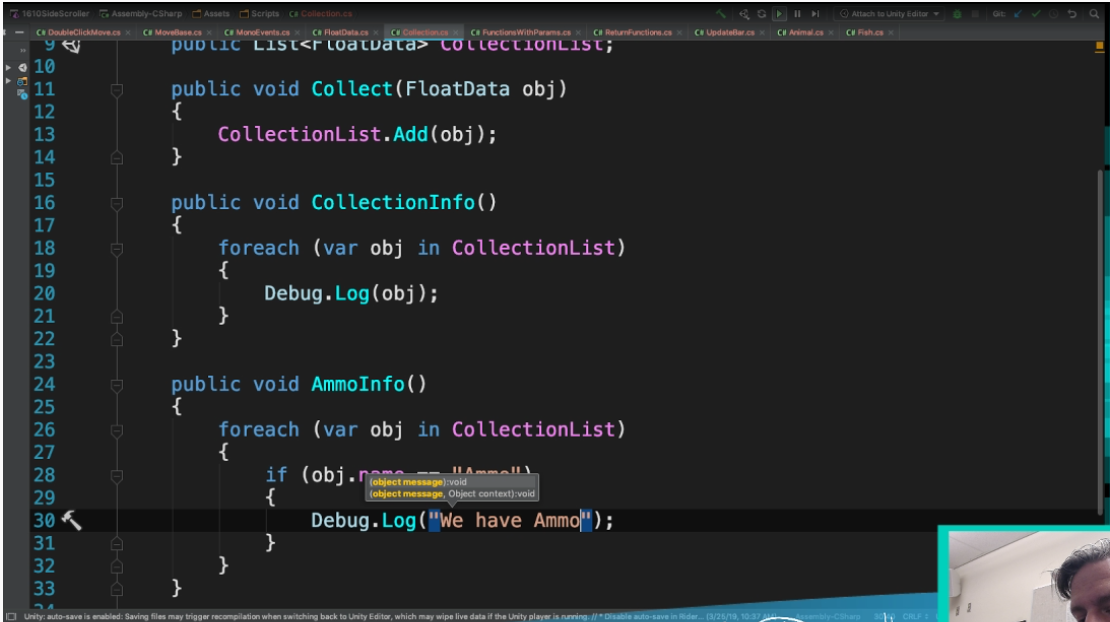 1610SideScroller Assembly-CSharp Assets Scripts C# Collection.cs Attach to Unity Editor Git:
C# DoubleClickMove.cs × C# MoveBase.cs × C# MonoEvents.cs × C# FloatData.cs × C# Collection.cs × C# FunctionsWithParams.cs × C# ReturnFunctions.cs × C# UpdateBar.cs × C# Animal.cs × C# Fish.cs ×
9 public List<FloatData> CollectionList;
10
11 public void Collect(FloatData obj)
12 {
13 CollectionList.Add(obj);
14 }
15
16 public void CollectionInfo()
17 {
18 foreach (var obj in CollectionList)
19 {
20 Debug.Log(obj);
21 }
22 }
23
24 public void AmmoInfo()
25 {
26 foreach (var obj in CollectionList)
27 {
28 if (obj.name == "Ammo")
(object message):void
29 {
(object message, Object context):void
30 Debug.Log("We have Ammo");
31 }
32 }
33 }
34
Unity: auto-save is enabled: Saving files may trigger recompilation when switching back to Unity Editor, which may wipe live data if the Unity player is running. // * Disable auto-save in Rider... (3/26/19, 10:37 AM) Assembly-CSharp CRLF